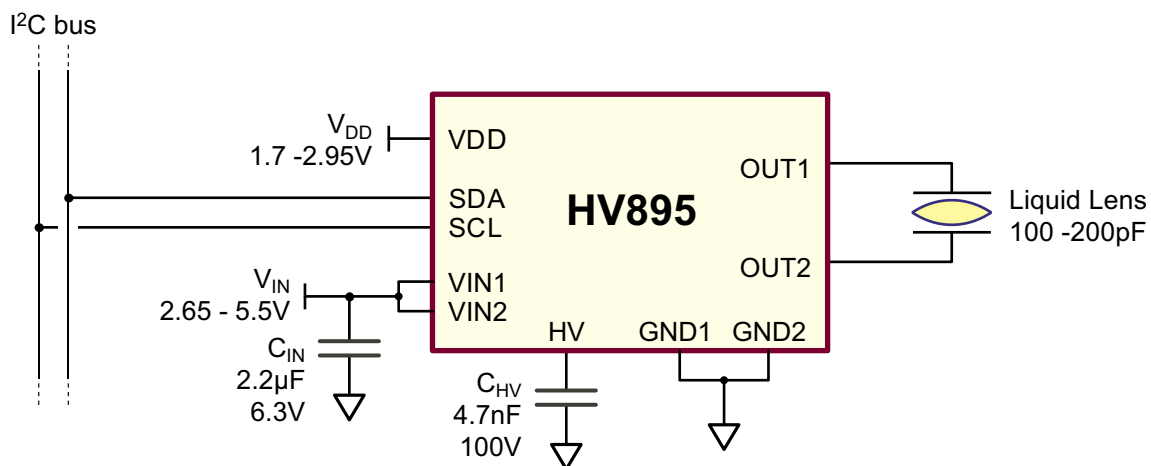 I²C bus
V_DD
1.7 -2.95V
VDD
SDA
SCL
HV895
OUT1
OUT2
Liquid Lens
100 -200pF
V_IN
2.65 - 5.5V
VIN1
VIN2
HV
GND1
GND2
C_IN
2.2µF
6.3V
C_HV
4.7nF
100V